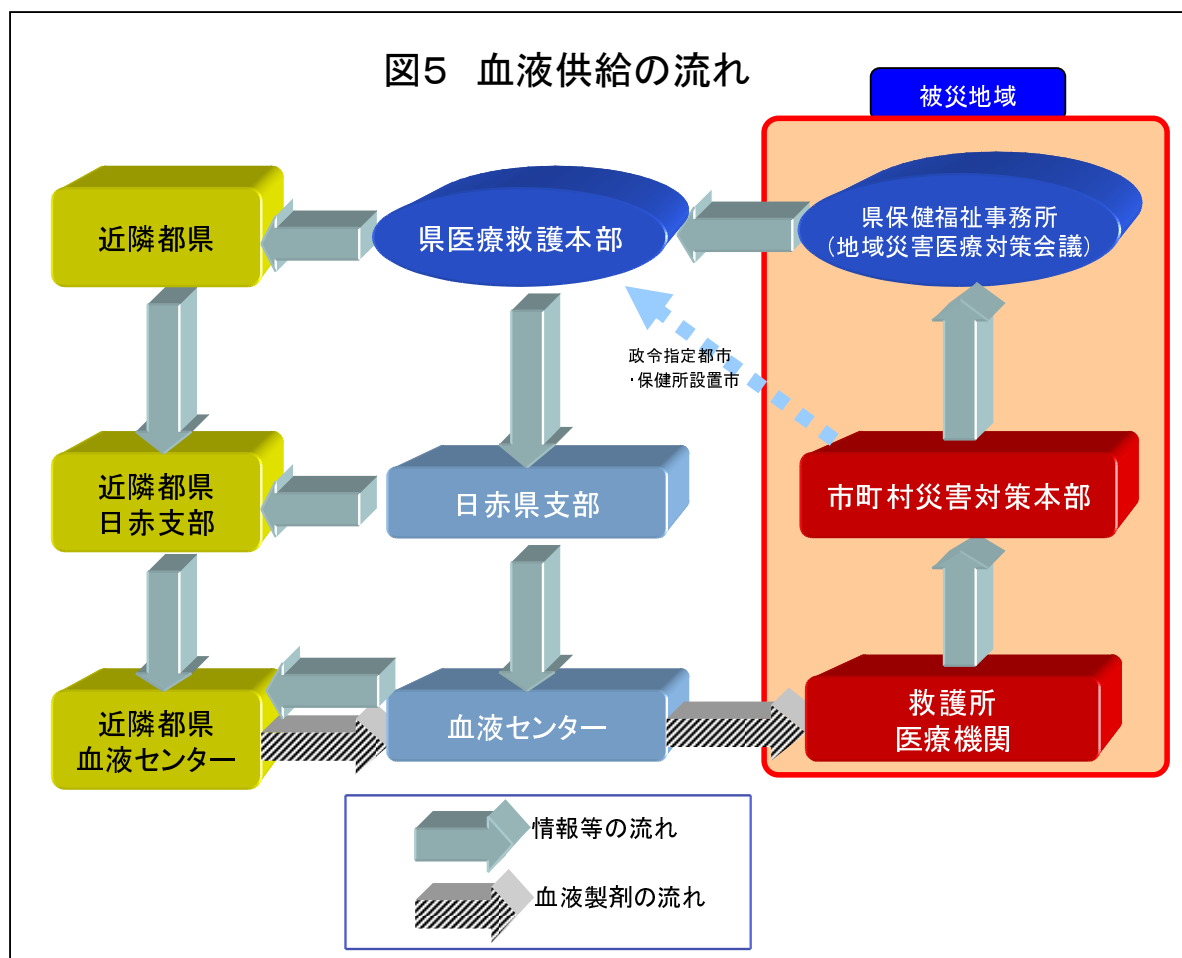 図5 血液供給の流れ
被災地域
近隣都県
県医療救護本部
県保健福祉事務所
(地域災害医療対策会議)
政令指定都市
・保健所設置市
近隣都県
日赤支部
日赤県支部
市町村災害対策本部
近隣都県
血液センター
血液センター
救護所
医療機関
情報等の流れ
血液製剤の流れ